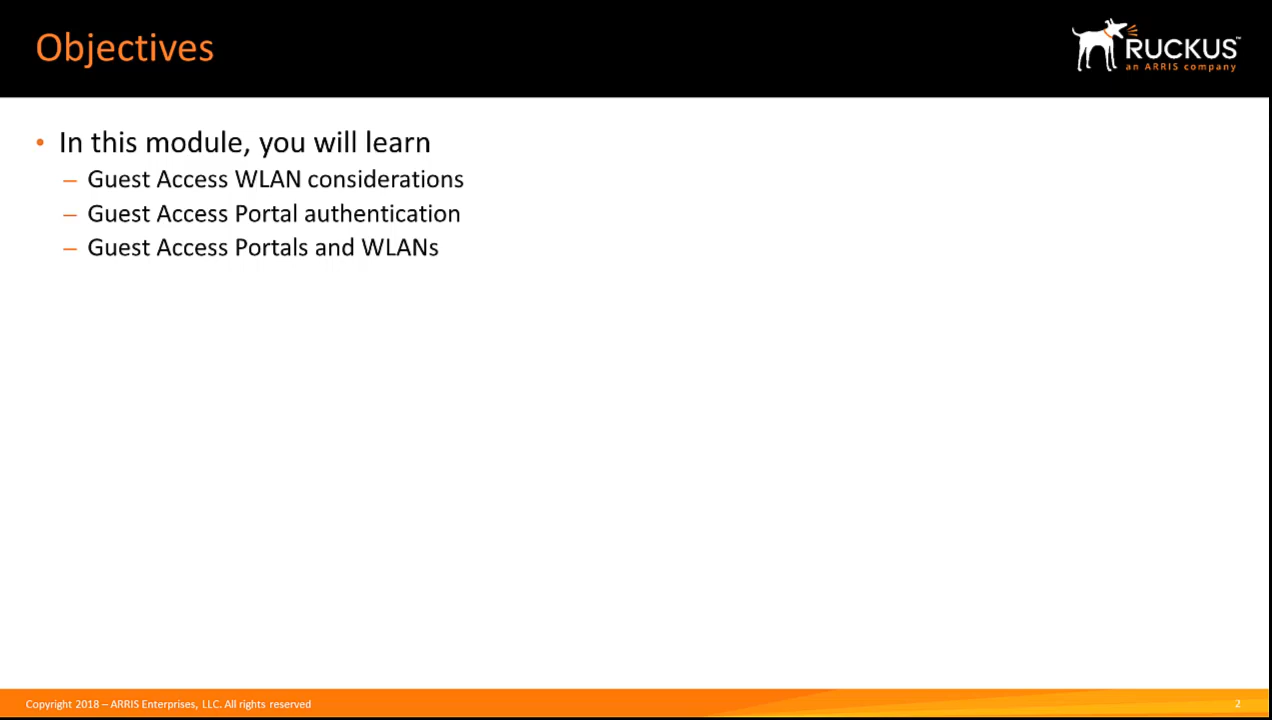 Objectives
RUCKUS™
an ARRIS company
• In this module, you will learn
– Guest Access WLAN considerations
– Guest Access Portal authentication
– Guest Access Portals and WLANs
Copyright 2018 – ARRIS Enterprises, LLC. All rights reserved
2